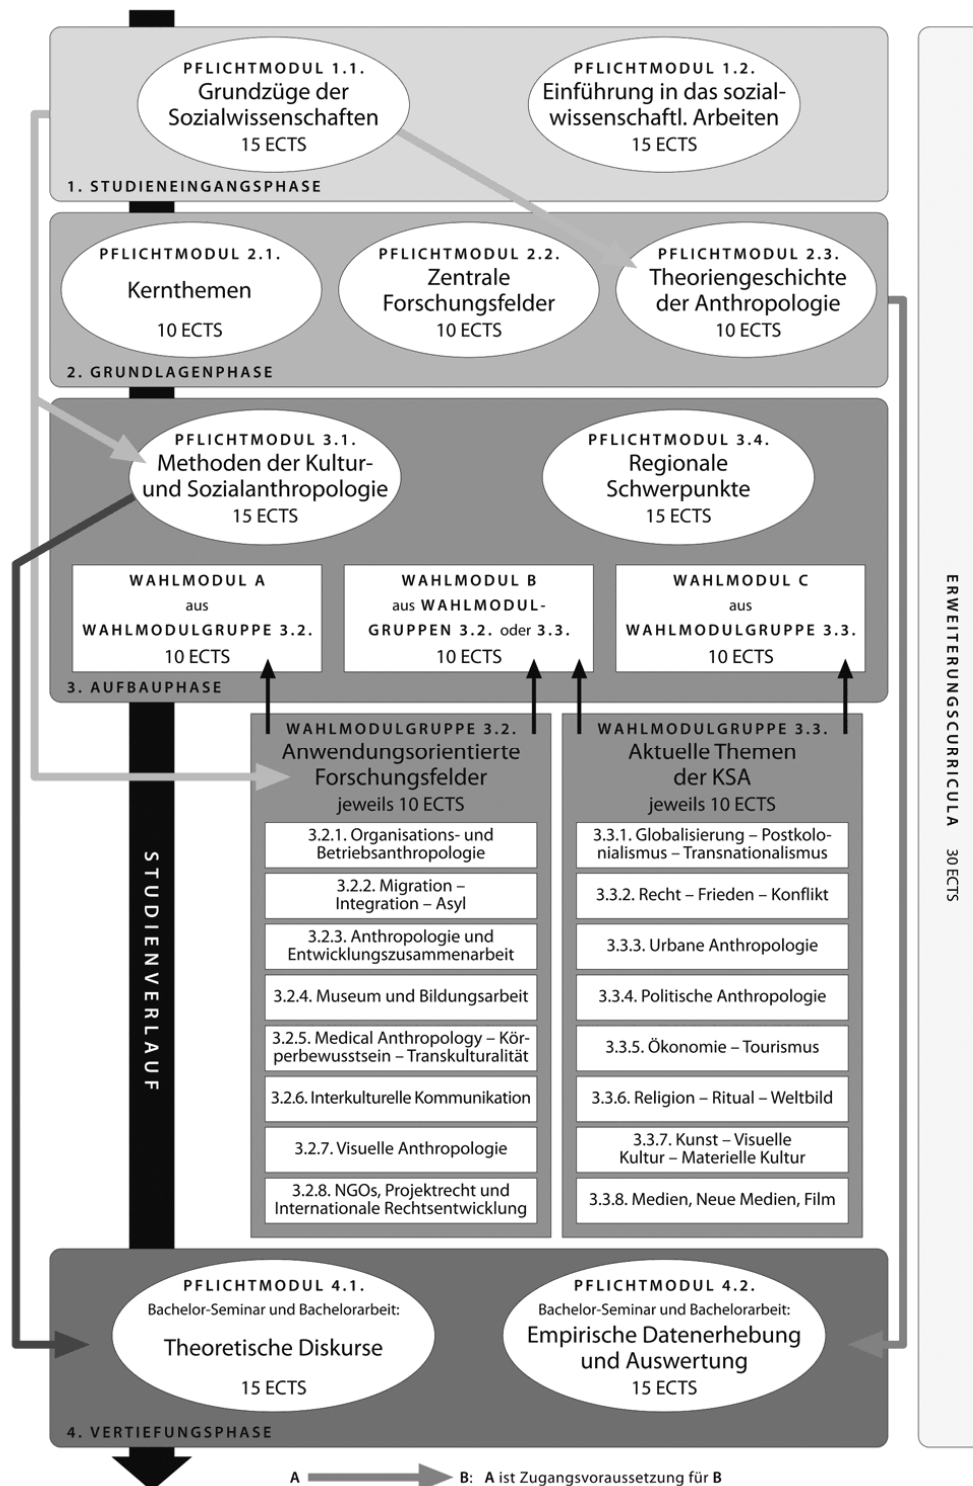 PFLICHTMODUL 1.1.
Grundzüge der
Sozialwissenschaften
15 ECTS
PFLICHTMODUL 1.2.
Einführung in das sozial-
wissenschaftl. Arbeiten
15 ECTS
1. STUDIENEINGANGSPHASE
PFLICHTMODUL 2.1.
Kernthemen
10 ECTS
PFLICHTMODUL 2.2.
Zentrale
Forschungsfelder
10 ECTS
PFLICHTMODUL 2.3.
Theoriengeschichte
der Anthropologie
10 ECTS
2. GRUNDLAGENPHASE
PFLICHTMODUL 3.1.
Methoden der Kultur-
und Sozialanthropologie
15 ECTS
PFLICHTMODUL 3.4.
Regionale
Schwerpunkte
15 ECTS
WAHLMODUL A
aus
WAHLMODULGRUPPE 3.2.
10 ECTS
WAHLMODUL B
aus WAHLMODUL-
GRUPPEN 3.2. oder 3.3.
10 ECTS
WAHLMODUL C
aus
WAHLMODULGRUPPE 3.3.
10 ECTS
3. AUFBAUPHASE
WAHLMODULGRUPPE 3.2.
Anwendungsorientierte
Forschungsfelder
jeweils 10 ECTS
3.2.1. Organisations- und
Betriebsanthropologie
3.2.2. Migration –
Integration – Asyl
3.2.3. Anthropologie und
Entwicklungszusammenarbeit
3.2.4. Museum und Bildungsarbeit
3.2.5. Medical Anthropology – Kör-
perbewusstsein – Transkulturalität
3.2.6. Interkulturelle Kommunikation
3.2.7. Visuelle Anthropologie
3.2.8. NGOs, Projektrecht und
Internationale Rechtsentwicklung
WAHLMODULGRUPPE 3.3.
Aktuelle Themen
der KSA
jeweils 10 ECTS
3.3.1. Globalisierung – Postkolo-
nialismus – Transnationalismus
3.3.2. Recht – Frieden – Konflikt
3.3.3. Urbane Anthropologie
3.3.4. Politische Anthropologie
3.3.5. Ökonomie – Tourismus
3.3.6. Religion – Ritual – Weltbild
3.3.7. Kunst – Visuelle
Kultur – Materielle Kultur
3.3.8. Medien, Neue Medien, Film
STUDIENVERLAUF
PFLICHTMODUL 4.1.
Bachelor-Seminar und Bachelorarbeit:
Theoretische Diskurse
15 ECTS
PFLICHTMODUL 4.2.
Bachelor-Seminar und Bachelorarbeit:
Empirische Datenerhebung
und Auswertung
15 ECTS
4. VERTIEFUNGSPHASE
ERWEITERUNGSCURRICULA 30 ECTS
A B: A ist Zugangsvoraussetzung für B